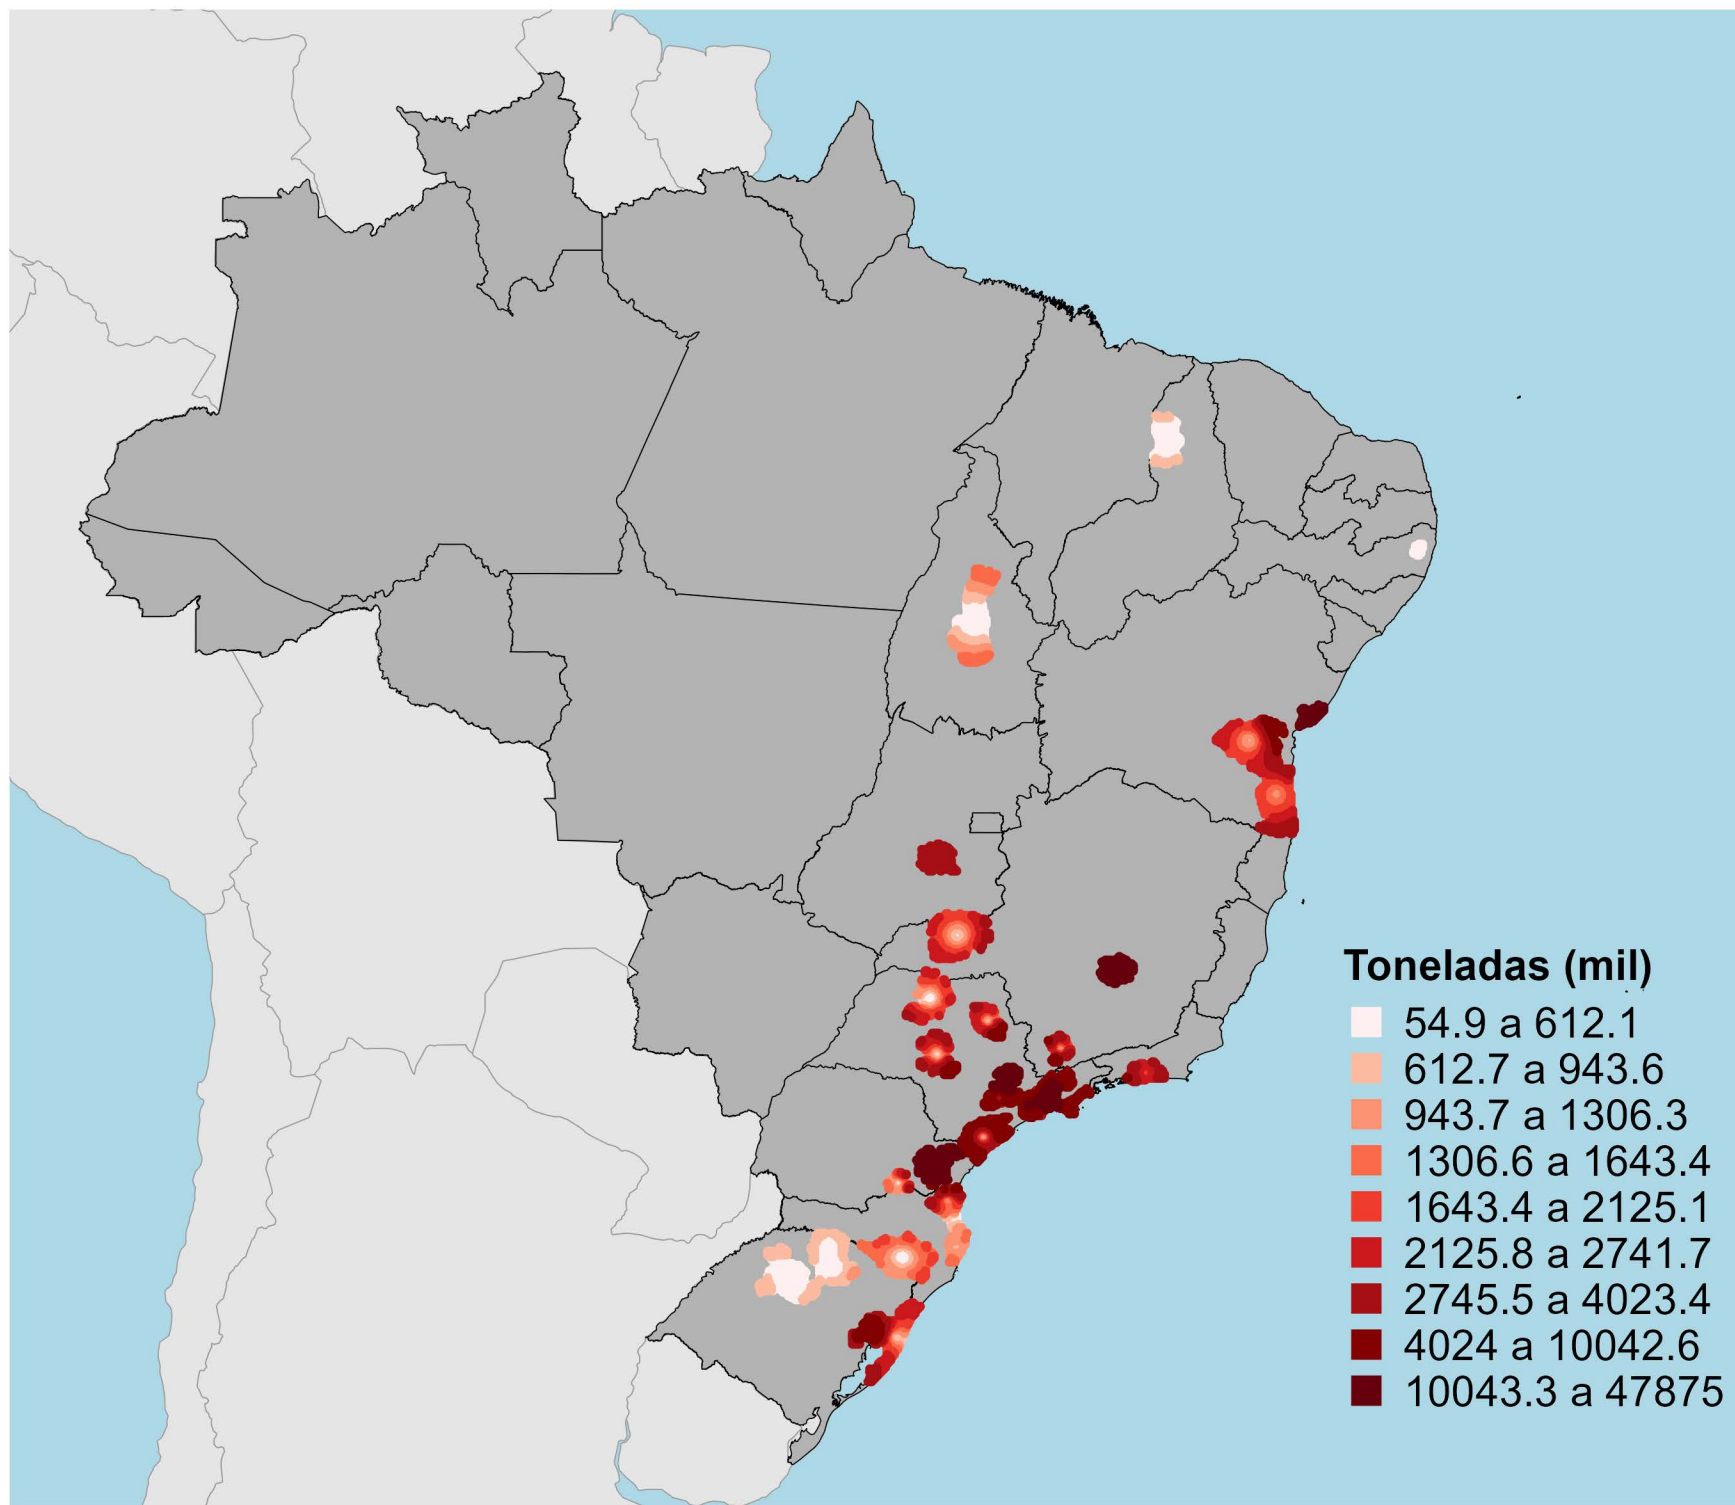 Toneladas (mil)
54.9 a 612.1
612.7 a 943.6
943.7 a 1306.3
1306.6 a 1643.4
1643.4 a 2125.1
2125.8 a 2741.7
2745.5 a 4023.4
4024 a 10042.6
10043.3 a 47875